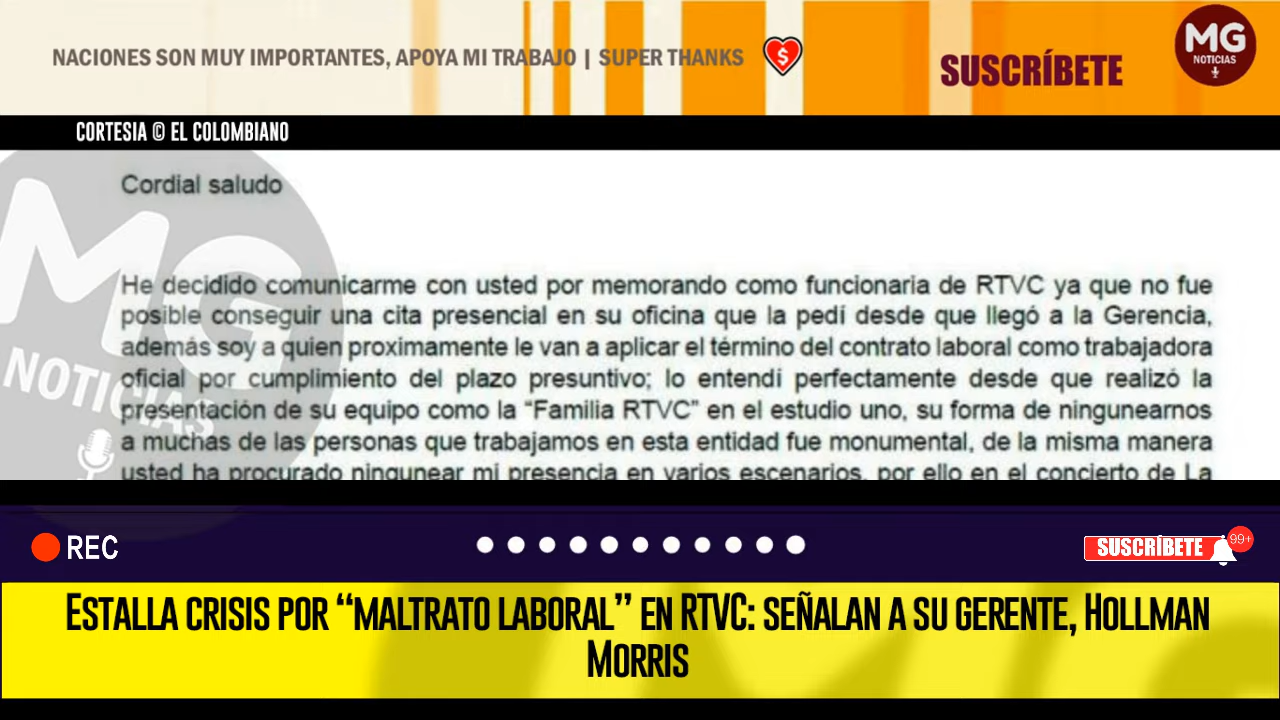 NACIONES SON MUY IMPORTANTES, APOYA MI TRABAJO | SUPER THANKS
$
SUSCRÍBETE
MG
NOTICIAS
CORTESIA © EL COLOMBIANO
MG
NOTICIAS
Cordial saludo
He decidido comunicarme con usted por memorando como funcionaria de RTVC ya que no fue
posible conseguir una cita presencial en su oficina que la pedí desde que llegó a la Gerencia,
además soy a quien proximamente le van a aplicar el término del contrato laboral como trabajadora
oficial por cumplimiento del plazo presuntivo; lo entendí perfectamente desde que realizó la
presentación de su equipo como la “Familia RTVC” en el estudio uno, su forma de ningunearnos
a muchas de las personas que trabajamos en esta entidad fue monumental, de la misma manera
usted ha procurado ningunear mi presencia en varios escenarios, por ello en el concierto de La
REC
SUSCRÍBETE
99+
ESTALLA CRISIS POR “MALTRATO LABORAL” EN RTVC: SEÑALAN A SU GERENTE, HOLLMAN
MORRIS